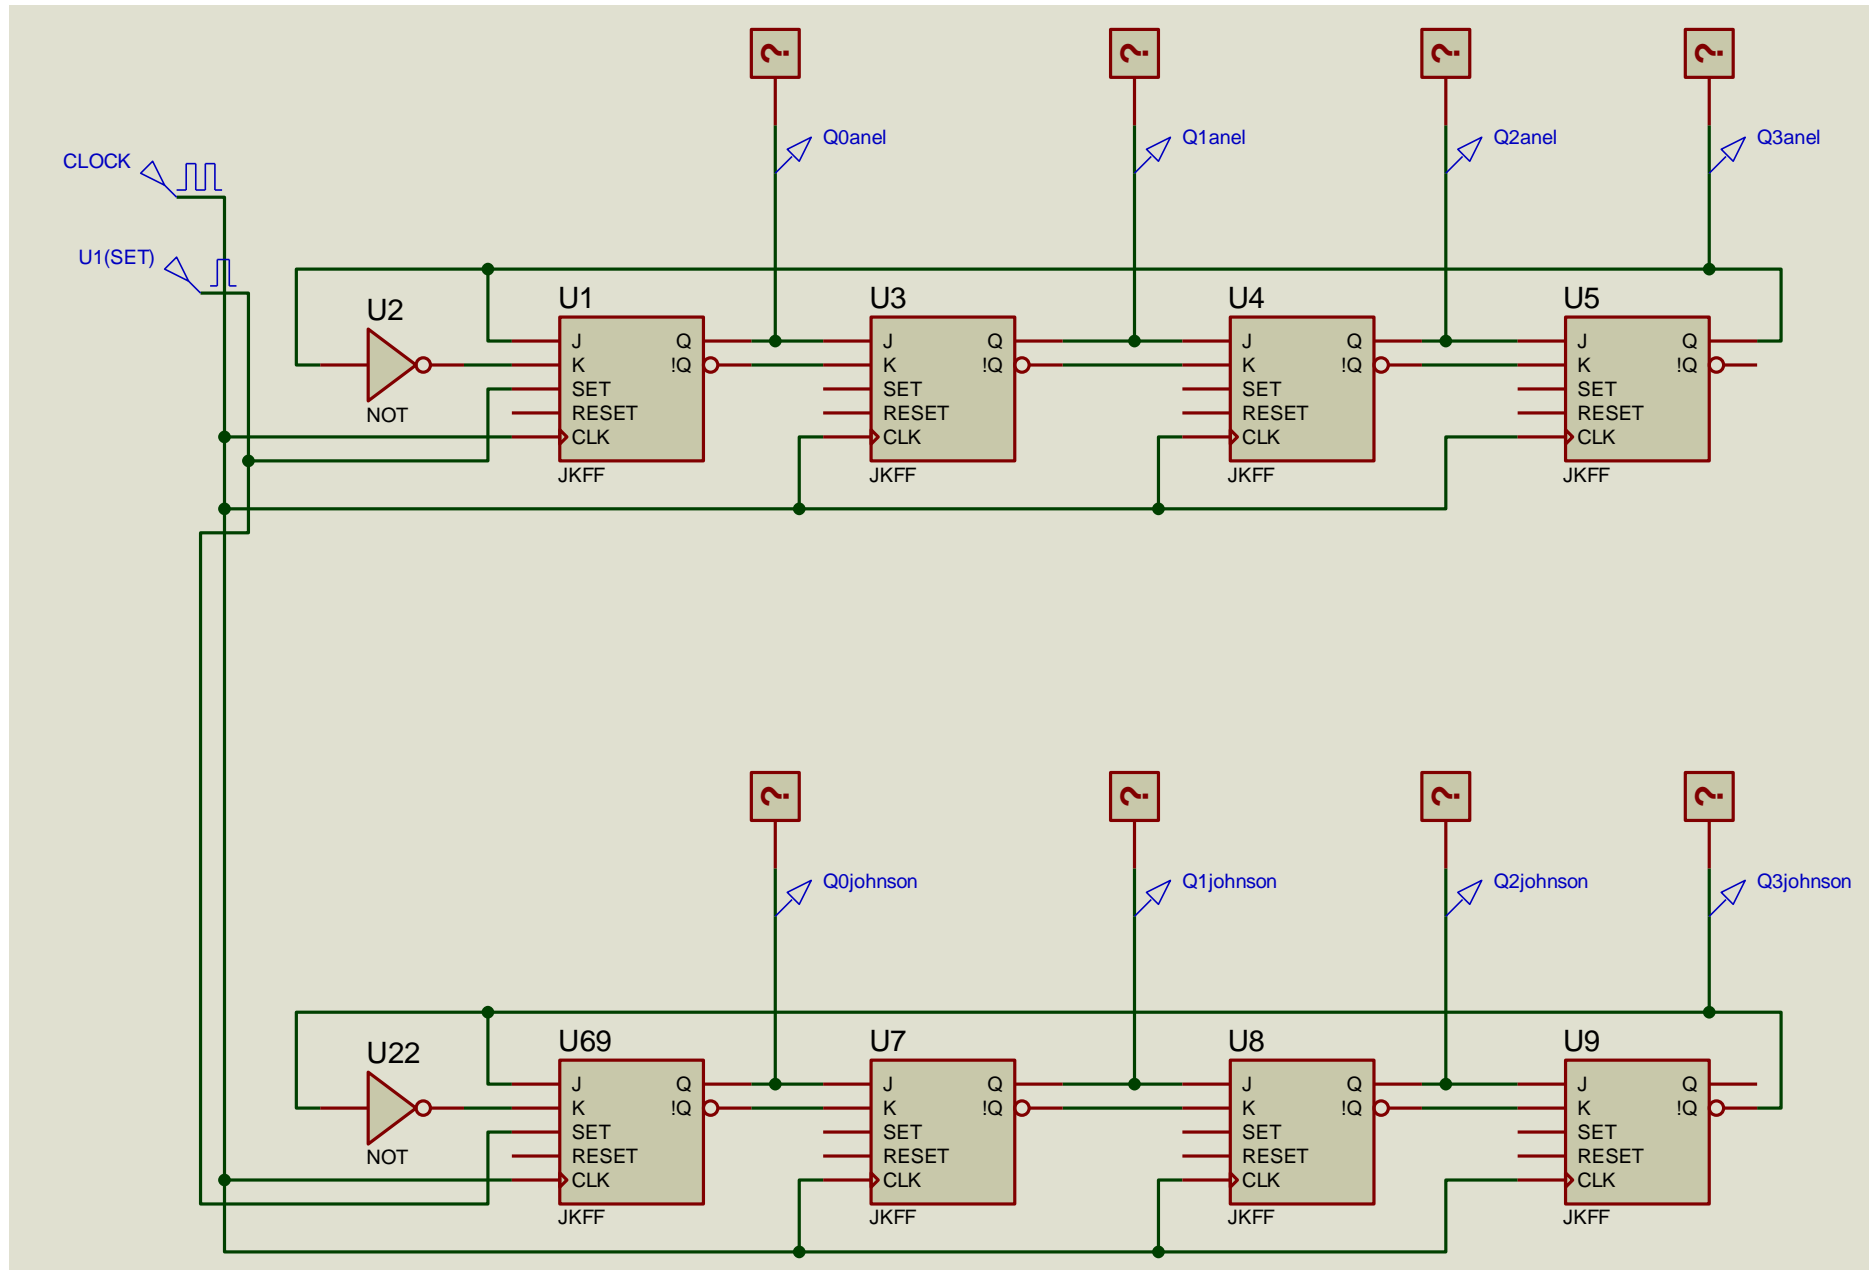 ? ? ? ?
Q0anel Q1anel Q2anel Q3anel
CLOCK
U1(SET)
U2 U1 U3 U4 U5
J Q J Q J Q J Q
K !Q K !Q K !Q K !Q
SET SET SET SET
NOT RESET RESET RESET RESET
CLK CLK CLK CLK
JKFF JKFF JKFF JKFF
? ? ? ?
Q0johnson Q1johnson Q2johnson Q3johnson
U22 U69 U7 U8 U9
J Q J Q J Q J Q
K !Q K !Q K !Q K !Q
SET SET SET SET
NOT RESET RESET RESET RESET
CLK CLK CLK CLK
JKFF JKFF JKFF JKFF